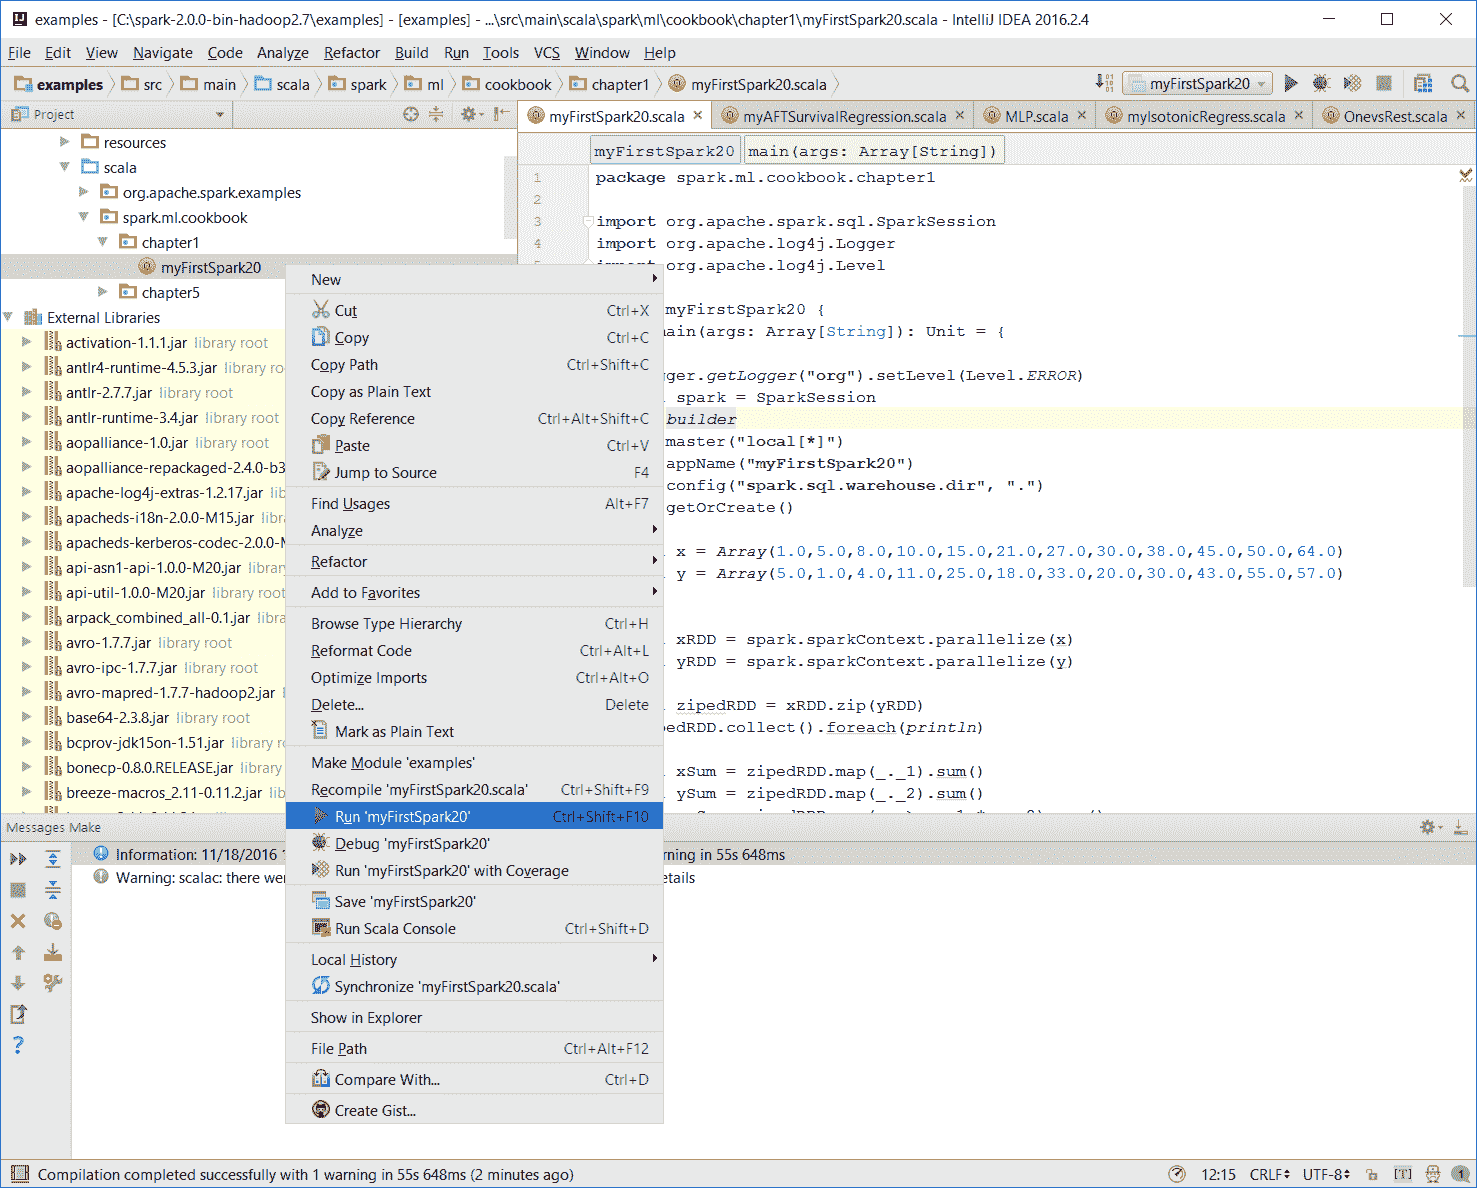 examples - [C:\spark-2.0.0-bin-hadoop2.7\examples] - [examples] - ...\src\main\scala\spark\ml\cookbook\chapter1\myFirstSpark20.scala - IntelliJ IDEA 2016.2.4
File Edit View Navigate Code Analyze Refactor Build Run Tools VCS Window Help
examples src main scala spark ml cookbook chapter1 myFirstSpark20.scala myFirstSpark20
Project
myFirstSpark20.scala myAFTSurvivalRegression.scala MLP.scala myIsotonicRegress.scala OnevsRest.scala
myFirstSpark20 main(args: Array[String])
resources
scala
org.apache.spark.examples
spark.ml.cookbook
chapter1
myFirstSpark20
chapter5
External Libraries
activation-1.1.1.jar library root
antlr4-runtime-4.5.3.jar library ro
antlr-2.7.7.jar library root
antlr-runtime-3.4.jar library root
aopalliance-1.0.jar library root
aopalliance-repackaged-2.4.0-b3
apache-log4j-extras-1.2.17.jar lib
apacheds-i18n-2.0.0-M15.jar libr
apacheds-kerberos-codec-2.0.0-M
api-asn1-api-1.0.0-M20.jar library
api-util-1.0.0-M20.jar library root
arpack_combined_all-0.1.jar libra
avro-1.7.7.jar library root
avro-ipc-1.7.7.jar library root
avro-mapred-1.7.7-hadoop2.jar
base64-2.3.8.jar library root
bcprov-jdk15on-1.51.jar library ro
bonecp-0.8.0.RELEASE.jar library
breeze-macros_2.11-0.11.2.jar lib
1 package spark.ml.cookbook.chapter1
2
3 import org.apache.spark.sql.SparkSession
4 import org.apache.log4j.Logger
5 import org.apache.log4j.Level
myFirstSpark20 {
main(args: Array[String]): Unit = {
gger.getLogger("org").setLevel(Level.ERROR)
spark = SparkSession
builder
master("local[*]")
appName("myFirstSpark20")
config("spark.sql.warehouse.dir", ".")
getOrCreate()
x = Array(1.0,5.0,8.0,10.0,15.0,21.0,27.0,30.0,38.0,45.0,50.0,64.0)
y = Array(5.0,1.0,4.0,11.0,25.0,18.0,33.0,20.0,30.0,43.0,55.0,57.0)
xRDD = spark.sparkContext.parallelize(x)
yRDD = spark.sparkContext.parallelize(y)
zipedRDD = xRDD.zip(yRDD)
edRDD.collect().foreach(println)
xSum = zipedRDD.map(_._1).sum()
ySum = zipedRDD.map(_._2).sum()
New
Cut Ctrl+X
Copy Ctrl+C
Copy Path Ctrl+Shift+C
Copy as Plain Text
Copy Reference Ctrl+Alt+Shift+C
Paste Ctrl+V
Jump to Source F4
Find Usages Alt+F7
Analyze
Refactor
Add to Favorites
Browse Type Hierarchy Ctrl+H
Reformat Code Ctrl+Alt+L
Optimize Imports Ctrl+Alt+O
Delete... Delete
Mark as Plain Text
Make Module 'examples'
Recompile 'myFirstSpark20.scala' Ctrl+Shift+F9
Run 'myFirstSpark20' Ctrl+Shift+F10
Debug 'myFirstSpark20'
Run 'myFirstSpark20' with Coverage
Save 'myFirstSpark20'
Run Scala Console Ctrl+Shift+D
Local History
Synchronize 'myFirstSpark20.scala'
Show in Explorer
File Path Ctrl+Alt+F12
Compare With... Ctrl+D
Create Gist...
Messages Make
Information: 11/18/2016 rning in 55s 648ms
Warning: scalac: there wer etails
Compilation completed successfully with 1 warning in 55s 648ms (2 minutes ago) 12:15 CRLF UTF-8 [T] 1